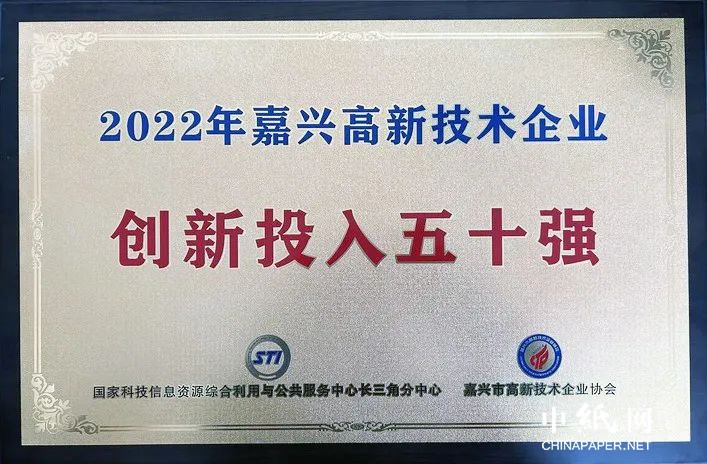 2022年嘉兴高新技术企业
创新投入五十强
STI
国家科技信息资源综合利用与公共服务中心长三角分中心
嘉兴市高新技术企业协会
中纸网
CHINAPAPER.NET